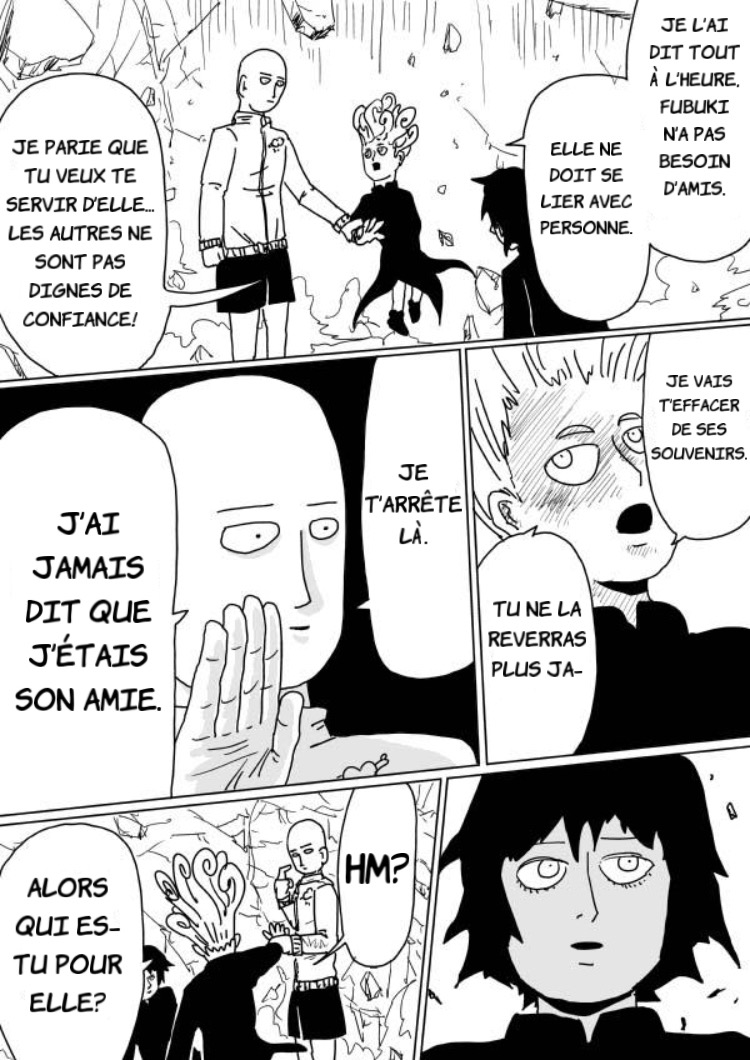 JE L'AI
DIT TOUT
À L'HEURE.
FUBUKI
N'A PAS
BESOIN
D'AMIS.
ELLE NE
DOIT SE
LIER AVEC
PERSONNE.
JE PARIE QUE
TU VEUX TE
SERVIR D'ELLE...
LES AUTRES NE
SONT PAS
DIGNES DE
CONFIANCE!
JE VAIS
T'EFFACER
DE SES
SOUVENIRS.
TU NE LA
REVERRAS
PLUS JA-
JE
T'ARRÊTE
LÀ.
J'AI
JAMAIS
DIT QUE
J'ÉTAIS
SON AMIE.
HM?
ALORS
QUI ES-
TU POUR
ELLE?